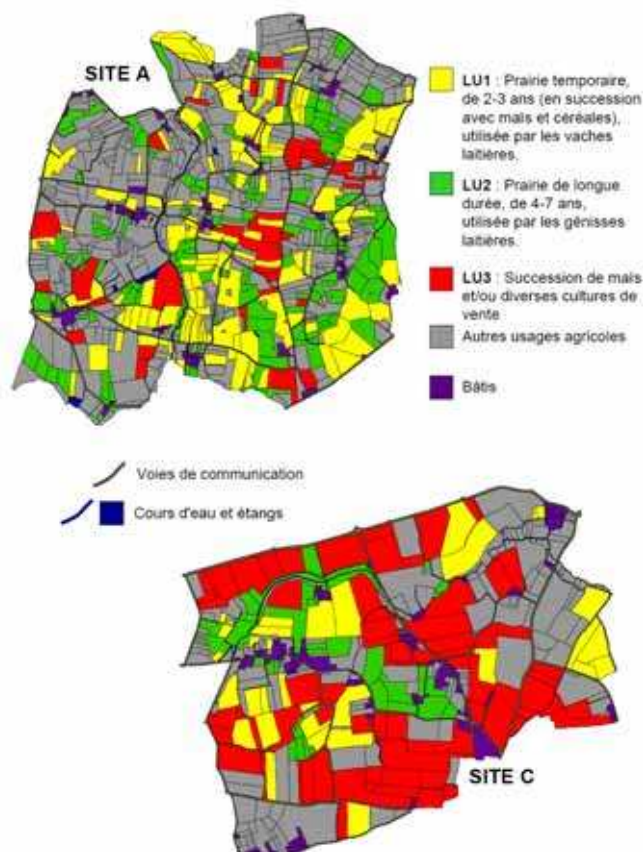 SITE A
LU1 : Prairie temporaire,
de 2-3 ans (en succession
avec maïs et céréales),
utilisée par les vaches
laitières.
LU2 : Prairie de longue
durée, de 4-7 ans,
utilisée par les génisses
laitières.
LU3 : Succession de maïs
et/ou diverses cultures de
vente
Autres usages agricoles
Bâtis
Voies de communication
Cours d'eau et étangs
SITE C